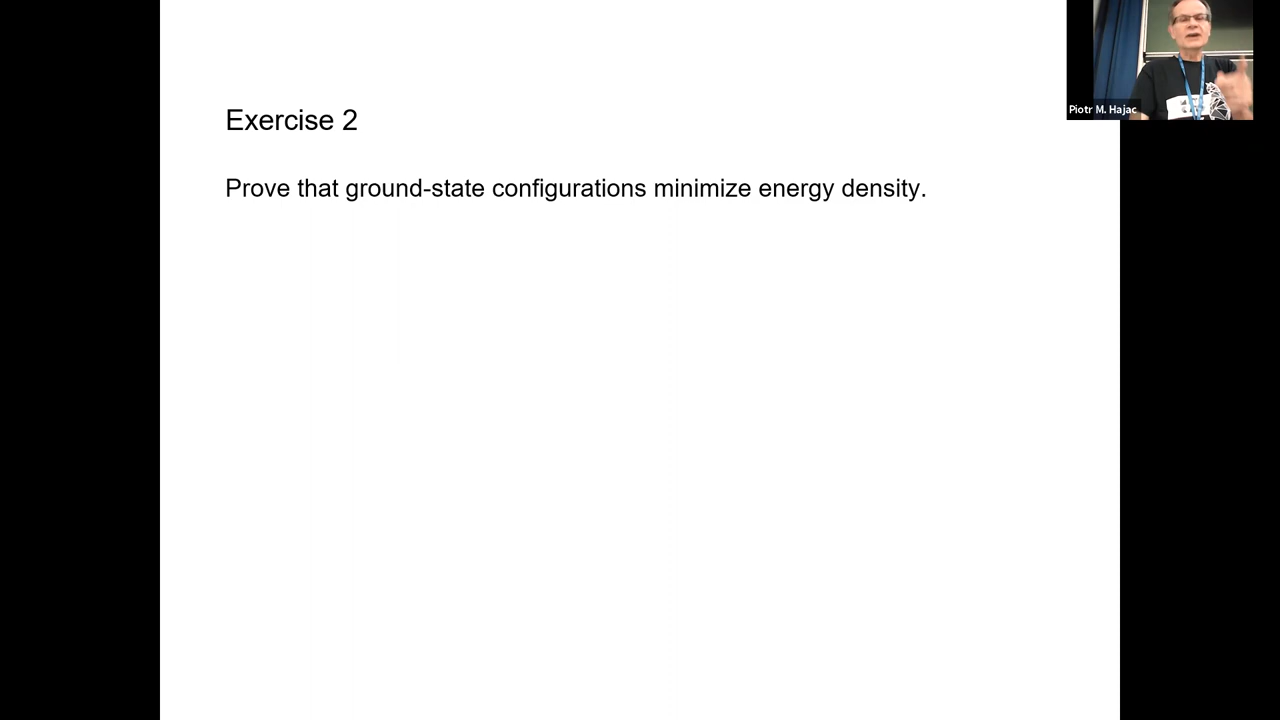 Exercise 2
Prove that ground-state configurations minimize energy density.
Piotr M. Hajac